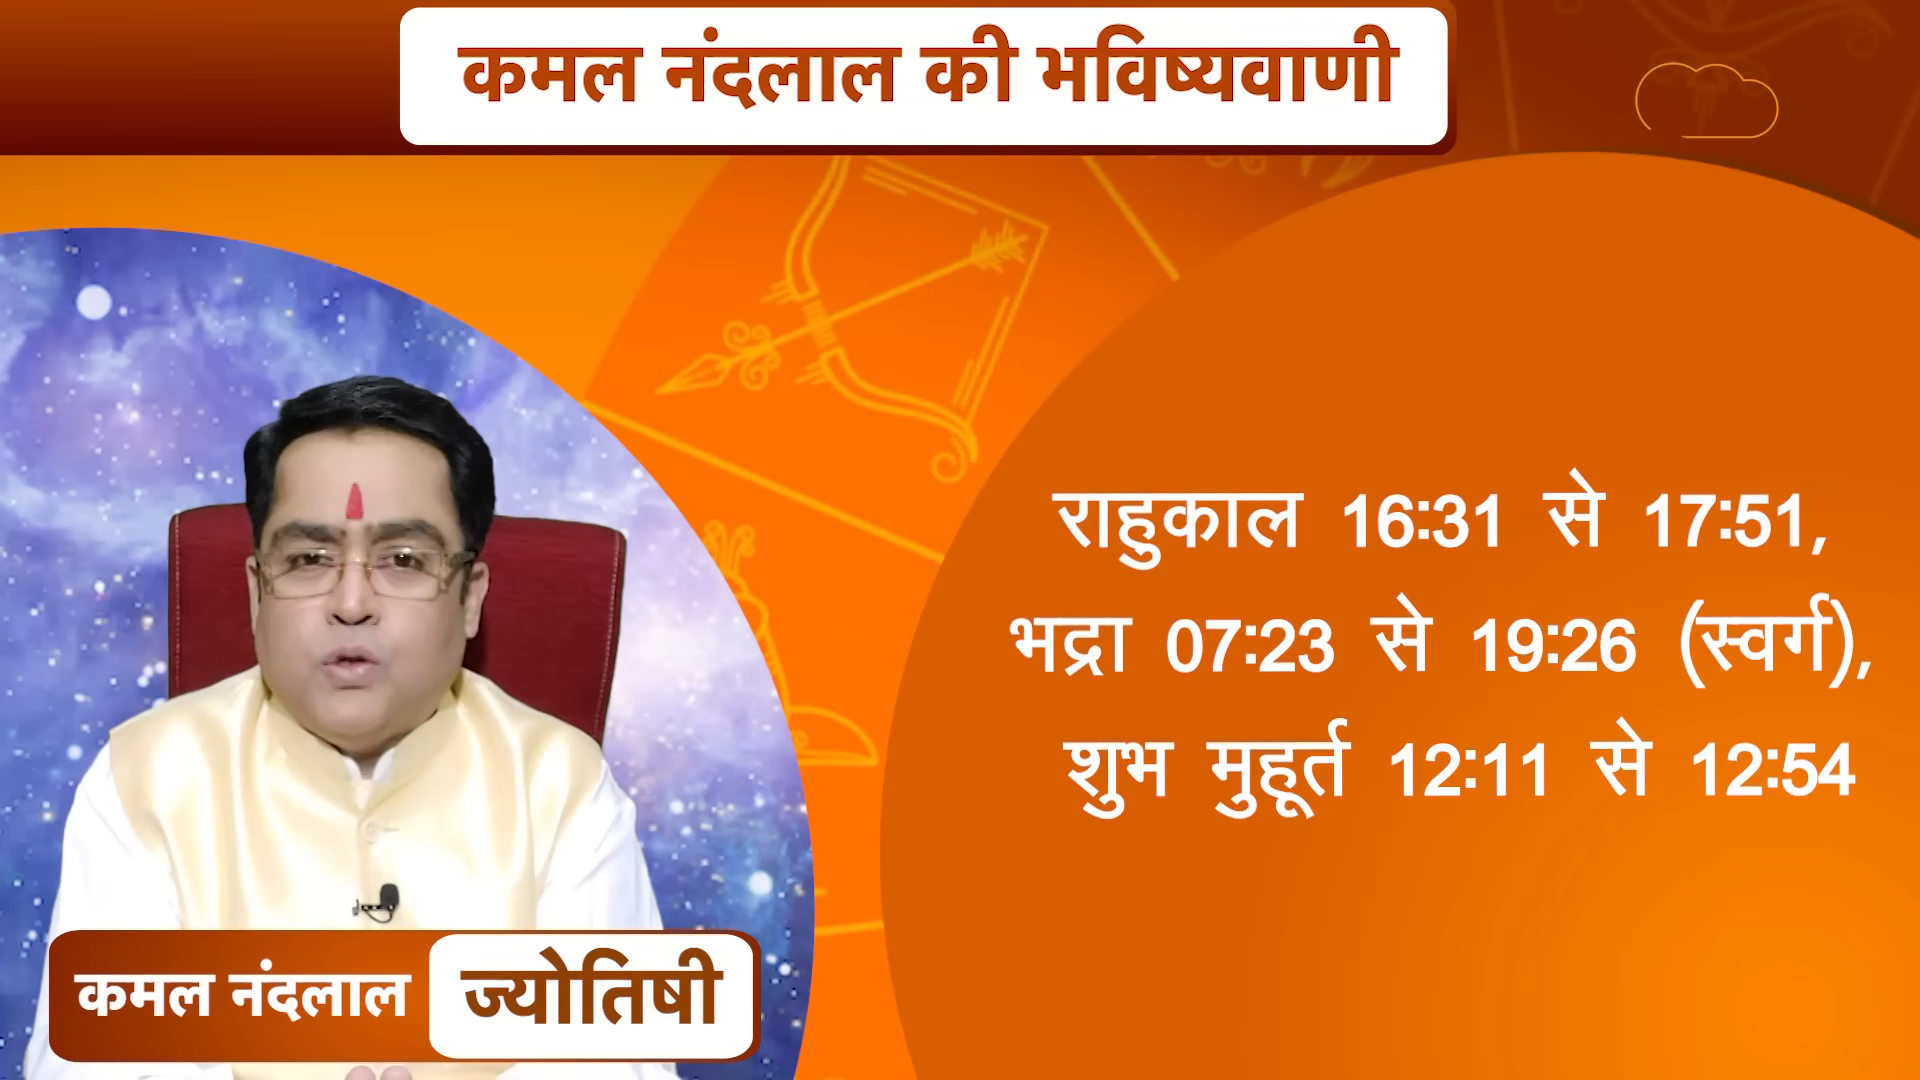 कमल नंदलाल की भविष्यवाणी
राहुकाल 16:31 से 17:51,
भद्रा 07:23 से 19:26 (स्वर्ग),
शुभ मुहूर्त 12:11 से 12:54
कमल नंदलाल ज्योतिषी